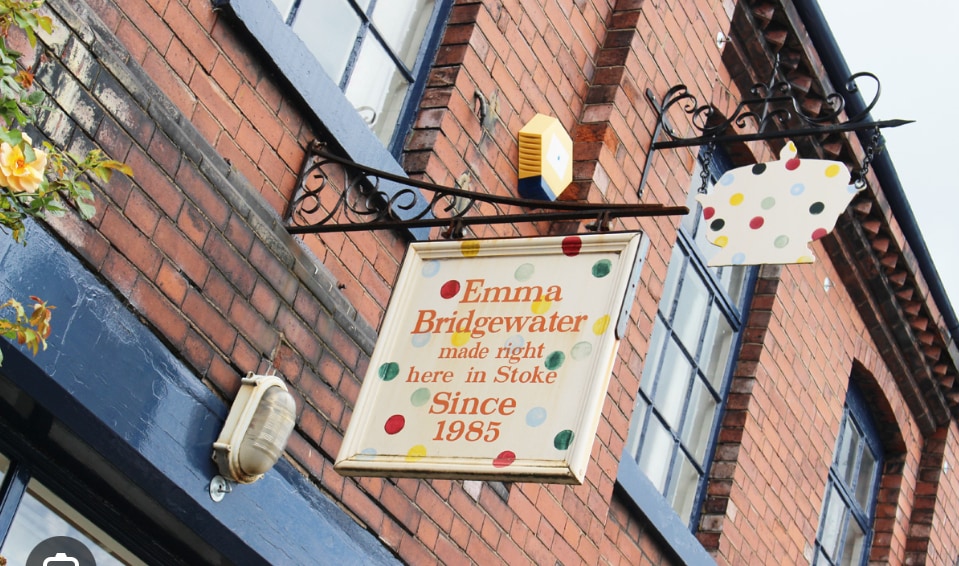 Emma
Bridgewater
made right
here in Stoke
Since
1985